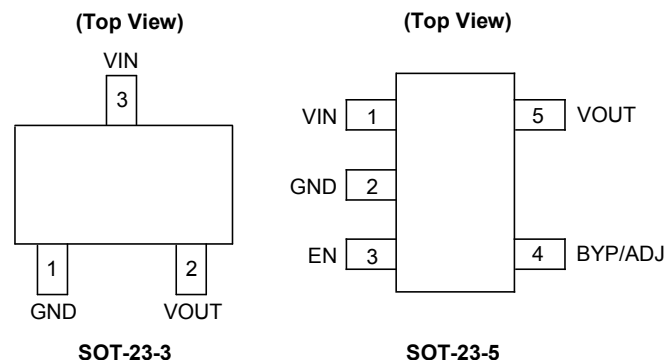 (Top View)
VIN
3
1
2
GND
VOUT
SOT-23-3
(Top View)
VIN 1
5 VOUT
GND 2
EN 3
4 BYP/ADJ
SOT-23-5